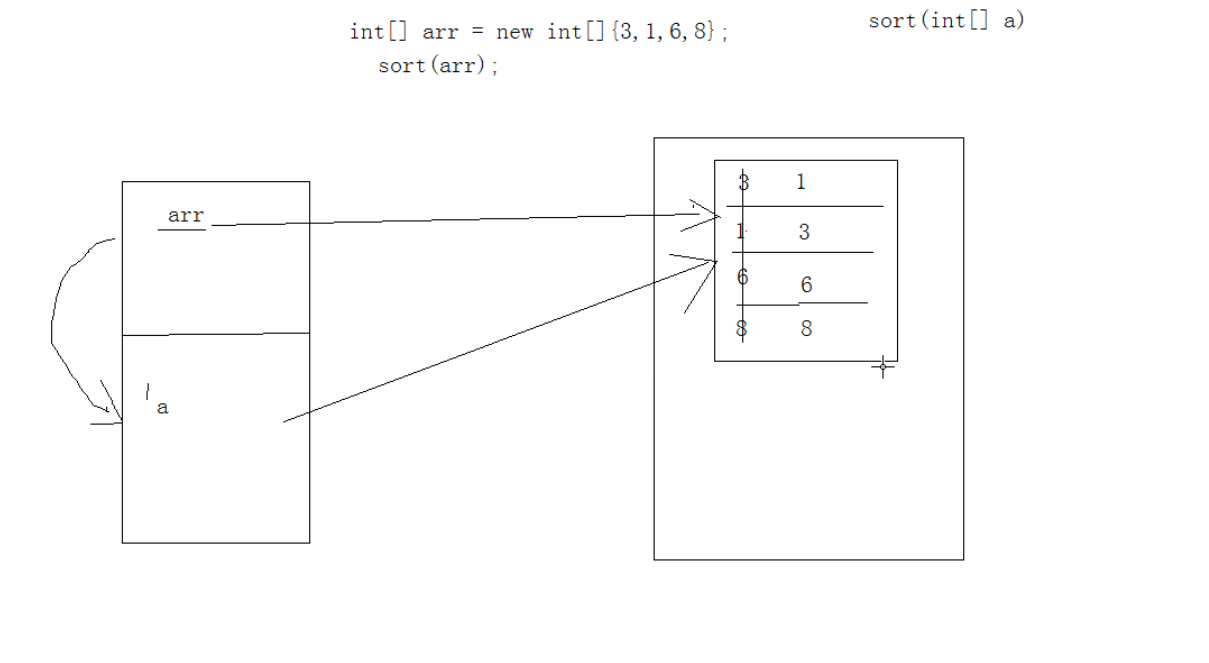 int[] arr = new int[]{3,1,6,8};
sort(int[] a)
sort(arr);
arr
a
3 1
1 3
6 6
8 8